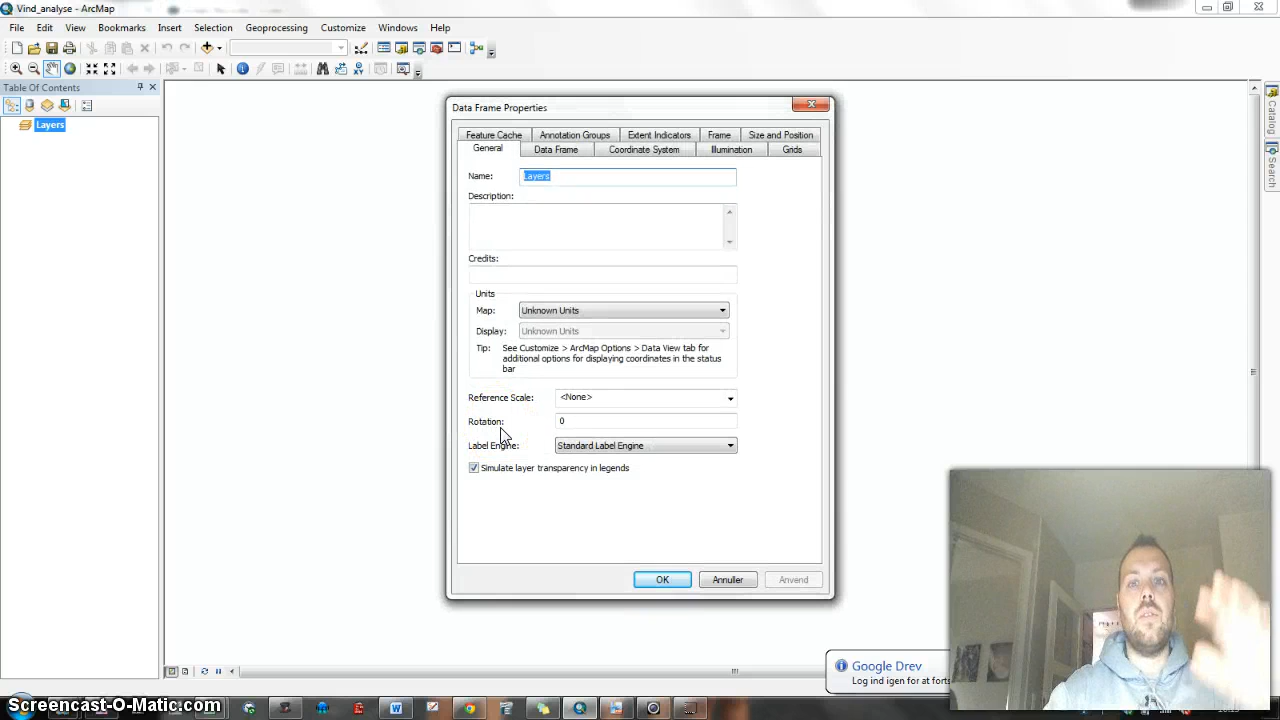 Vind_analyse - ArcMap
File Edit View Bookmarks Insert Selection Geoprocessing Customize Windows Help
Table Of Contents
Layers
Data Frame Properties
Feature Cache Annotation Groups Extent Indicators Frame Size and Position
General Data Frame Coordinate System Illumination Grids
Name: Layers
Description:
Credits:
Units
Map: Unknown Units
Display: Unknown Units
Tip: See Customize > ArcMap Options > Data View tab for
additional options for displaying coordinates in the status
bar
Reference Scale: <None>
Rotation: 0
Label Engine: Standard Label Engine
Simulate layer transparency in legends
OK Annuller Anvend
Catalog
Search
Google Drev
Log ind igen for at forts
Screencast-O-Matic.com